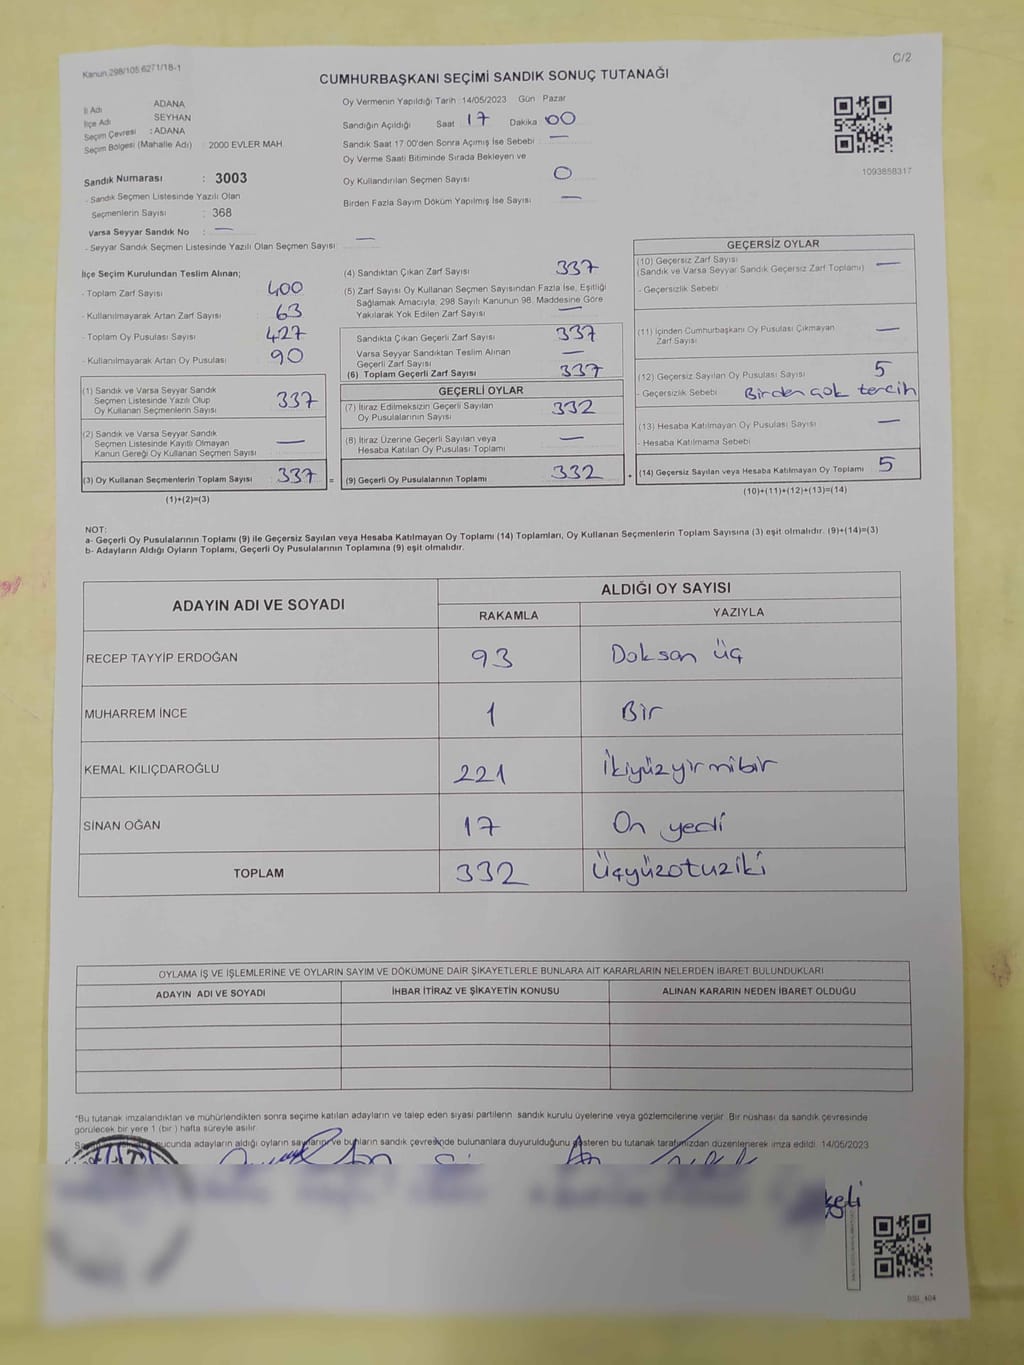 Kanun 298/105 6271/18-1
C/2
CUMHURBAŞKANI SEÇİMİ SANDIK SONUÇ TUTANAĞI
İl Adı ADANA
İlçe Adı SEYHAN
Seçim Çevresi : ADANA
Seçim Bölgesi (Mahalle Adı) : 2000 EVLER MAH.
Sandık Numarası : 3003
- Sandık Seçmen Listesinde Yazılı Olan
Seçmenlerin Sayısı : 368
Varsa Seyyar Sandık No : —
- Seyyar Sandık Seçmen Listesinde Yazılı Olan Seçmen Sayısı: —
Oy Vermenin Yapıldığı Tarih : 14/05/2023 Gün : Pazar
Sandığın Açıldığı Saat : 17 Dakika : 00
Sandık Saat 17:00'den Sonra Açımış İse Sebebi : —
Oy Verme Saati Bitiminde Sırada Bekleyen ve
Oy Kullandırılan Seçmen Sayısı 0
Birden Fazla Sayım Döküm Yapılmış İse Sayısı —
1093858317
İlçe Seçim Kurulundan Teslim Alınan;
- Toplam Zarf Sayısı 400
- Kullanılmayarak Artan Zarf Sayısı : 63
- Toplam Oy Pusulası Sayısı : 427
- Kullanılmayarak Artan Oy Pusulası : 90
(1) Sandık ve Varsa Seyyar Sandık
Seçmen Listesinde Yazılı Olup
Oy Kullanan Seçmenlerin Sayısı 337
(2) Sandık ve Varsa Seyyar Sandık
Seçmen Listesinde Kayıtlı Olmayan
Kanun Gereği Oy Kullanan Seçmen Sayısı —
(3) Oy Kullanan Seçmenlerin Toplam Sayısı 337 =
(1)+(2)=(3)
(4) Sandıktan Çıkan Zarf Sayısı 337
(5) Zarf Sayısı Oy Kullanan Seçmen Sayısından Fazla İse, Eşitliği
Sağlamak Amacıyla, 298 Sayılı Kanunun 98. Maddesine Göre
Yakılarak Yok Edilen Zarf Sayısı —
Sandıkta Çıkan Geçerli Zarf Sayısı 337
Varsa Seyyar Sandıktan Teslim Alınan
Geçerli Zarf Sayısı —
(6) Toplam Geçerli Zarf Sayısı 337
GEÇERLİ OYLAR
(7) İtiraz Edilmeksizin Geçerli Sayılan
Oy Pusulalarının Sayısı 332
(8) İtiraz Üzerine Geçerli Sayılan veya
Hesaba Katılan Oy Pusulası Toplamı —
(9) Geçerli Oy Pusulalarının Toplamı 332 +
GEÇERSİZ OYLAR
(10) Geçersiz Zarf Sayısı —
(Sandık ve Varsa Seyyar Sandık Geçersiz Zarf Toplamı)
- Geçersizlik Sebebi
(11) İçinden Cumhurbaşkanı Oy Pusulası Çıkmayan
Zarf Sayısı —
(12) Geçersiz Sayılan Oy Pusulası Sayısı 5
- Geçersizlik Sebebi Birden çok tercih
(13) Hesaba Katılmayan Oy Pusulası Sayısı —
- Hesaba Katılmama Sebebi
(14) Geçersiz Sayılan veya Hesaba Katılmayan Oy Toplamı 5
(10)+(11)+(12)+(13)=(14)
NOT:
a- Geçerli Oy Pusulalarının Toplamı (9) ile Geçersiz Sayılan veya Hesaba Katılmayan Oy Toplamı (14) Toplamları, Oy Kullanan Seçmenlerin Toplam Sayısına (3) eşit olmalıdır. (9)+(14)=(3)
b- Adayların Aldığı Oyların Toplamı, Geçerli Oy Pusulalarının Toplamına (9) eşit olmalıdır.
ADAYIN ADI VE SOYADI
ALDIĞI OY SAYISI
RAKAMLA YAZIYLA
RECEP TAYYİP ERDOĞAN 93 Doksan üç
MUHARREM İNCE 1 Bir
KEMAL KILIÇDAROĞLU 221 İkiyüzyirmibir
SİNAN OĞAN 17 On yedi
TOPLAM 332 Üçyüzotuziki
OYLAMA İŞ VE İŞLEMLERİNE VE OYLARIN SAYIM VE DÖKÜMÜNE DAİR ŞİKAYETLERLE BUNLARA AİT KARARLARIN NELERDEN İBARET BULUNDUKLARI
ADAYIN ADI VE SOYADI İHBAR İTİRAZ VE ŞİKAYETİN KONUSU ALINAN KARARIN NEDEN İBARET OLDUĞU
*Bu tutanak imzalandıktan ve mühürlendikten sonra seçime katılan adayların ve talep eden siyasi partilerin sandık kurulu üyelerine veya gözlemcilerine verilir. Bir nüshası da sandık çevresinde
görülecek bir yere 1 (bir ) hafta süreyle asılır.
ucunda adayların aldığı oyların sayıları ve bunların sandık çevresinde bulunanlara duyurulduğunu gösteren bu tutanak tarafımızdan düzenlenerek imza edildi. 14/05/2023